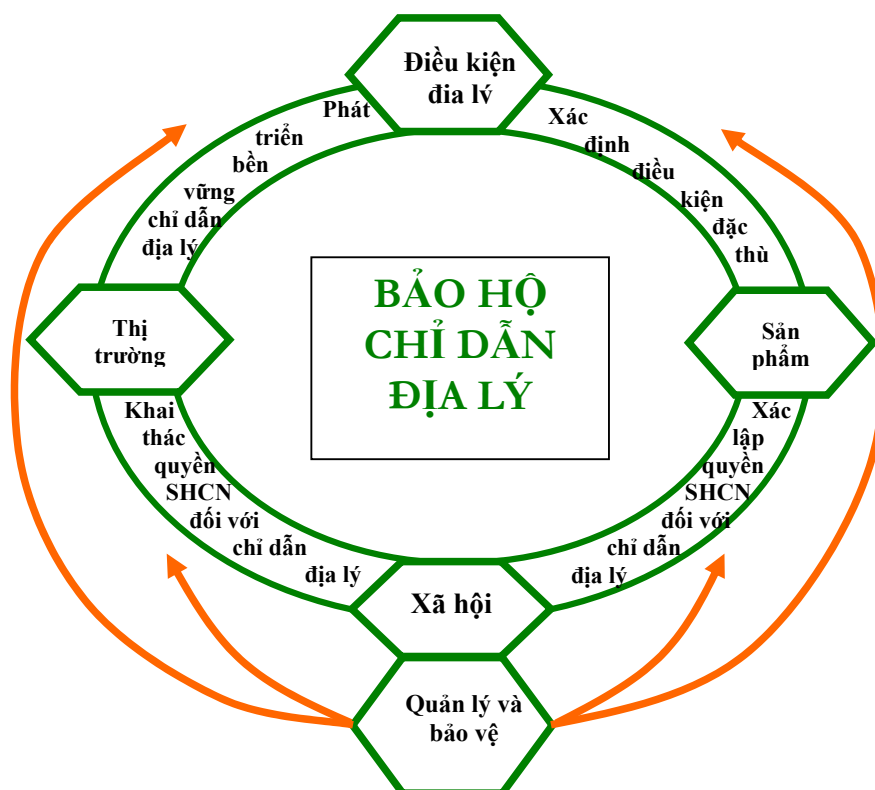 Điều kiện
đia lý
Phát
triển
bền
vững
chỉ dẫn
địa lý
Xác
định
điều
kiện
đặc
thù
BẢO HỘ
CHỈ DẪN
ĐỊA LÝ
Thị
trường
Sản
phẩm
Khai
thác
quyền
SHCN
đối với
chỉ dẫn
địa lý
Xác
lập
quyền
SHCN
đối với
chỉ dẫn
địa lý
Xã hội
Quản lý và
bảo vệ